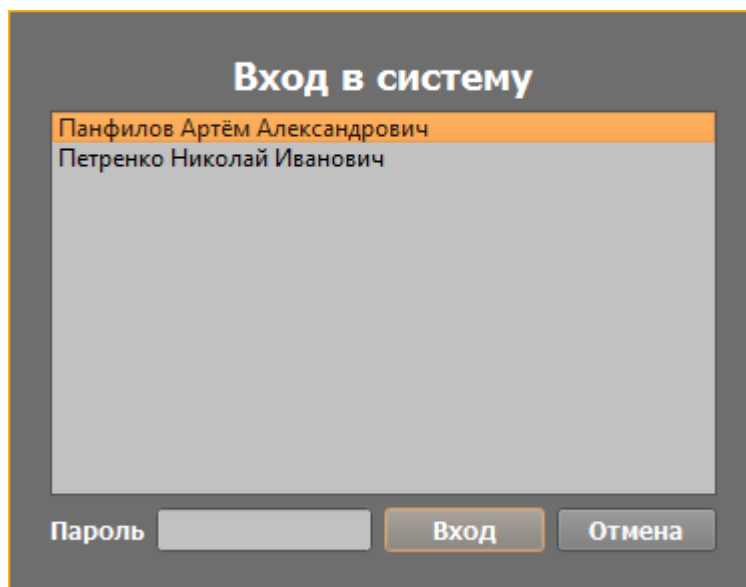 Вход в систему
Панфилов Артём Александрович
Петренко Николай Иванович
Пароль Вход Отмена